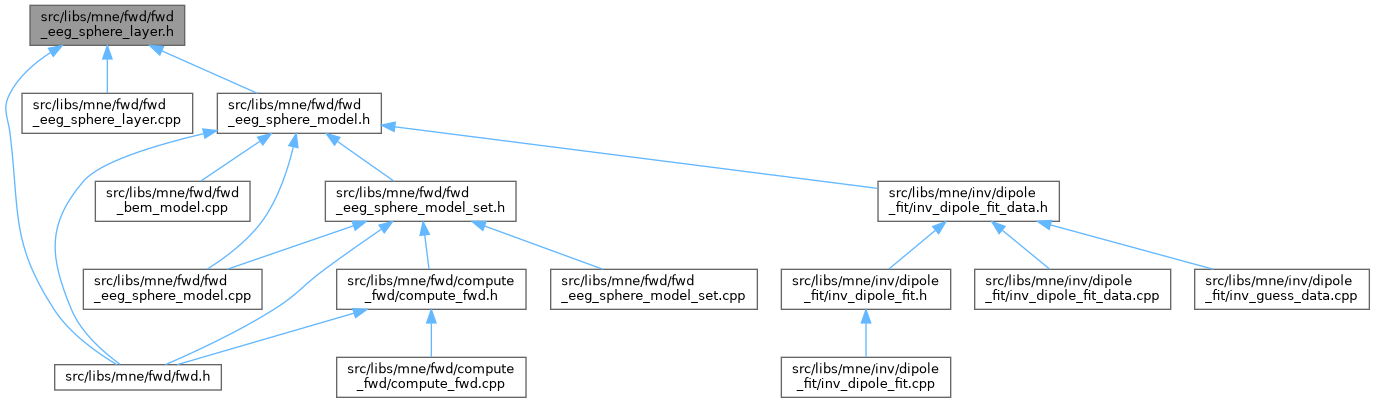 src/libs/mne/fwd/fwd
_eeg_sphere_layer.h
src/libs/mne/fwd/fwd
_eeg_sphere_layer.cpp
src/libs/mne/fwd/fwd
_eeg_sphere_model.h
src/libs/mne/fwd/fwd
_bem_model.cpp
src/libs/mne/fwd/fwd
_eeg_sphere_model_set.h
src/libs/mne/inv/dipole
_fit/inv_dipole_fit_data.h
src/libs/mne/fwd/fwd
_eeg_sphere_model.cpp
src/libs/mne/fwd/compute
_fwd/compute_fwd.h
src/libs/mne/fwd/fwd
_eeg_sphere_model_set.cpp
src/libs/mne/inv/dipole
_fit/inv_dipole_fit.h
src/libs/mne/inv/dipole
_fit/inv_dipole_fit_data.cpp
src/libs/mne/inv/dipole
_fit/inv_guess_data.cpp
src/libs/mne/fwd/fwd.h
src/libs/mne/fwd/compute
_fwd/compute_fwd.cpp
src/libs/mne/inv/dipole
_fit/inv_dipole_fit.cpp